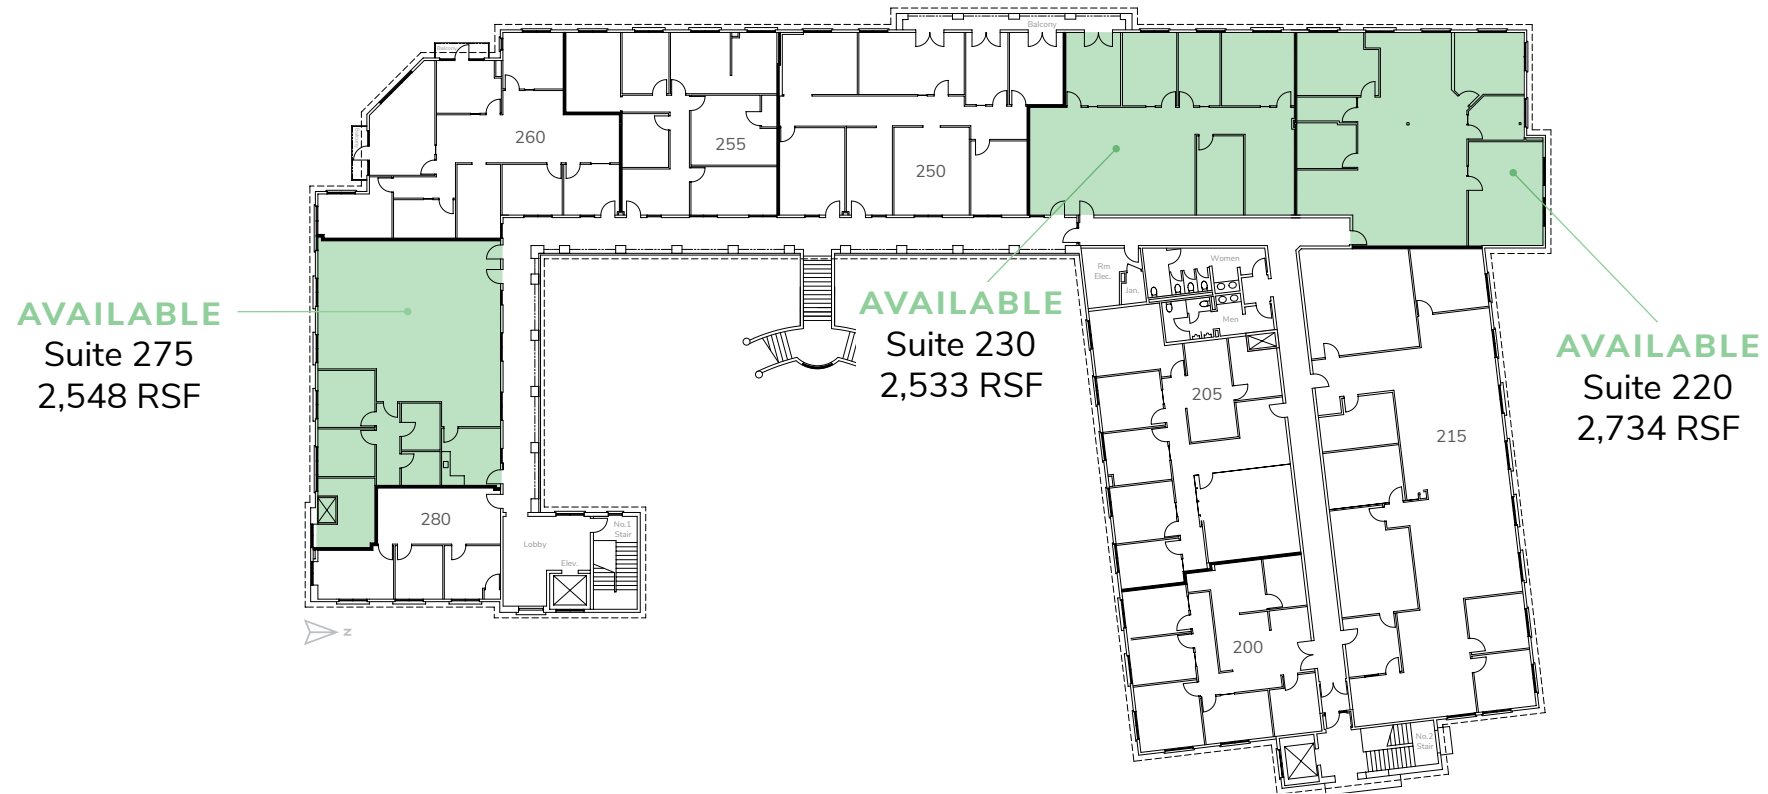 Balcony
Balcony
260
255
250
AVAILABLE
Suite 275
2,548 RSF
AVAILABLE
Suite 230
2,533 RSF
AVAILABLE
Suite 220
2,734 RSF
Rm
Elec.
Jan.
Women
Men
205
215
280
Lobby
Elev.
No.1
Stair
200
No.2
Stair
N